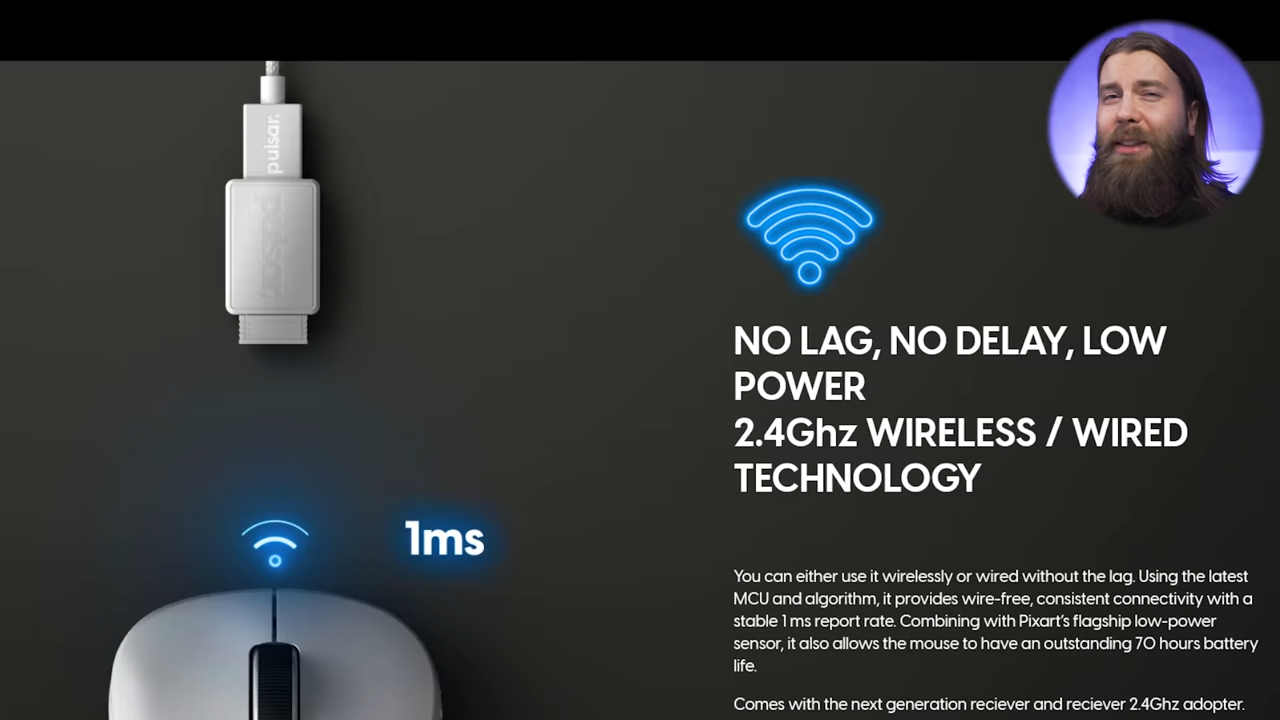 pulsar.
pulsar.
NO LAG, NO DELAY, LOW
POWER
2.4Ghz WIRELESS / WIRED
TECHNOLOGY
1ms
You can either use it wirelessly or wired without the lag. Using the latest
MCU and algorithm, it provides wire-free, consistent connectivity with a
stable 1 ms report rate. Combining with Pixart's flagship low-power
sensor, it also allows the mouse to have an outstanding 70 hours battery
life.
Comes with the next generation reciever and reciever 2.4Ghz adopter.